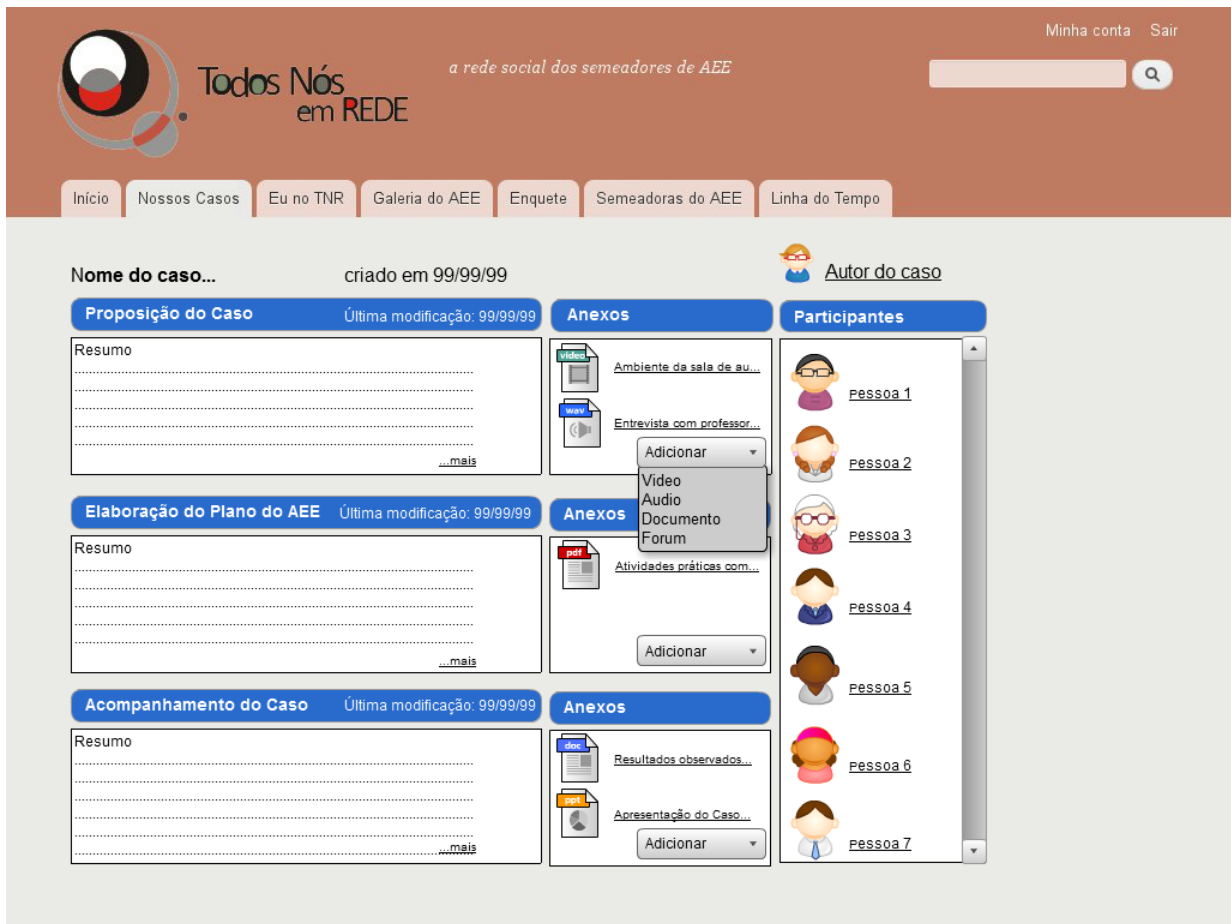 Minha conta Sair
Todos Nós
em REDE
a rede social dos semeadores de AEE
Início Nossos Casos Eu no TNR Galeria do AEE Enquete Semeadoras do AEE Linha do Tempo
Nome do caso... criado em 99/99/99 Autor do caso
Proposição do Caso Última modificação: 99/99/99
Resumo
...mais
Anexos
video
Ambiente da sala de au...
wav
Entrevista com professor...
Adicionar
Video
Audio
Documento
Forum
Elaboração do Plano do AEE Última modificação: 99/99/99
Resumo
...mais
Anexos
pdf
Atividades práticas com...
Adicionar
Acompanhamento do Caso Última modificação: 99/99/99
Resumo
...mais
Anexos
doc
Resultados observados...
ppt
Apresentação do Caso...
Adicionar
Participantes
pessoa 1
pessoa 2
pessoa 3
pessoa 4
pessoa 5
pessoa 6
pessoa 7